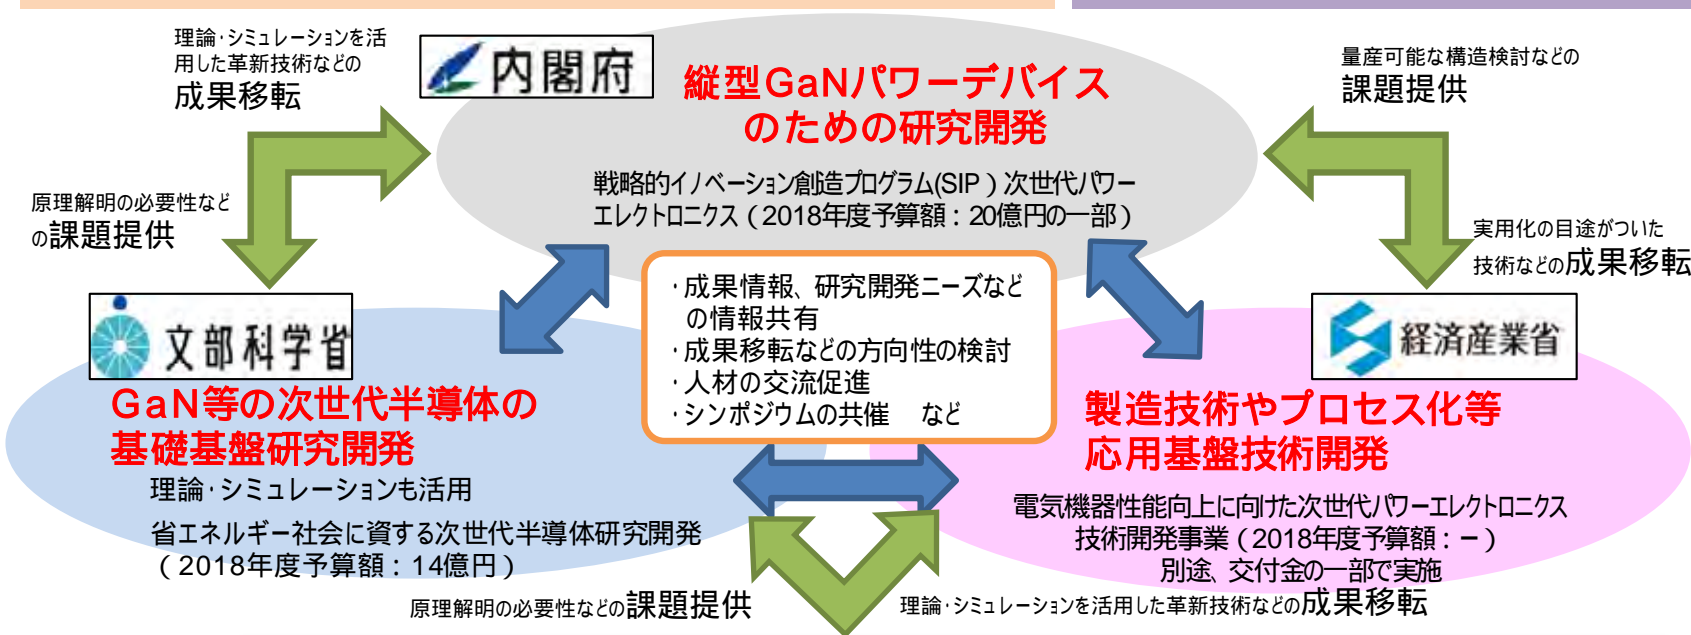 理論・シミュレーションを活
用した革新技術などの
成果移転
内閣府
縦型GaNパワーデバイス
のための研究開発
量産可能な構造検討などの
課題提供
戦略的イノベーション創造プログラム(SIP）次世代パワー
エレクトロニクス（2018年度予算額：20億円の一部）
原理解明の必要性など
の課題提供
実用化の目途がついた
技術などの成果移転
・成果情報、研究開発ニーズなど
の情報共有
・成果移転などの方向性の検討
・人材の交流促進
・シンポジウムの共催　など
文部科学省
GaN等の次世代半導体の
基礎基盤研究開発
理論・シミュレーションも活用
省エネルギー社会に資する次世代半導体研究開発
（2018年度予算額：14億円）
経済産業省
製造技術やプロセス化等
応用基盤技術開発
電気機器性能向上に向けた次世代パワーエレクトロニクス
技術開発事業（2018年度予算額：ー）
別途、交付金の一部で実施
原理解明の必要性などの課題提供
理論・シミュレーションを活用した革新技術などの成果移転